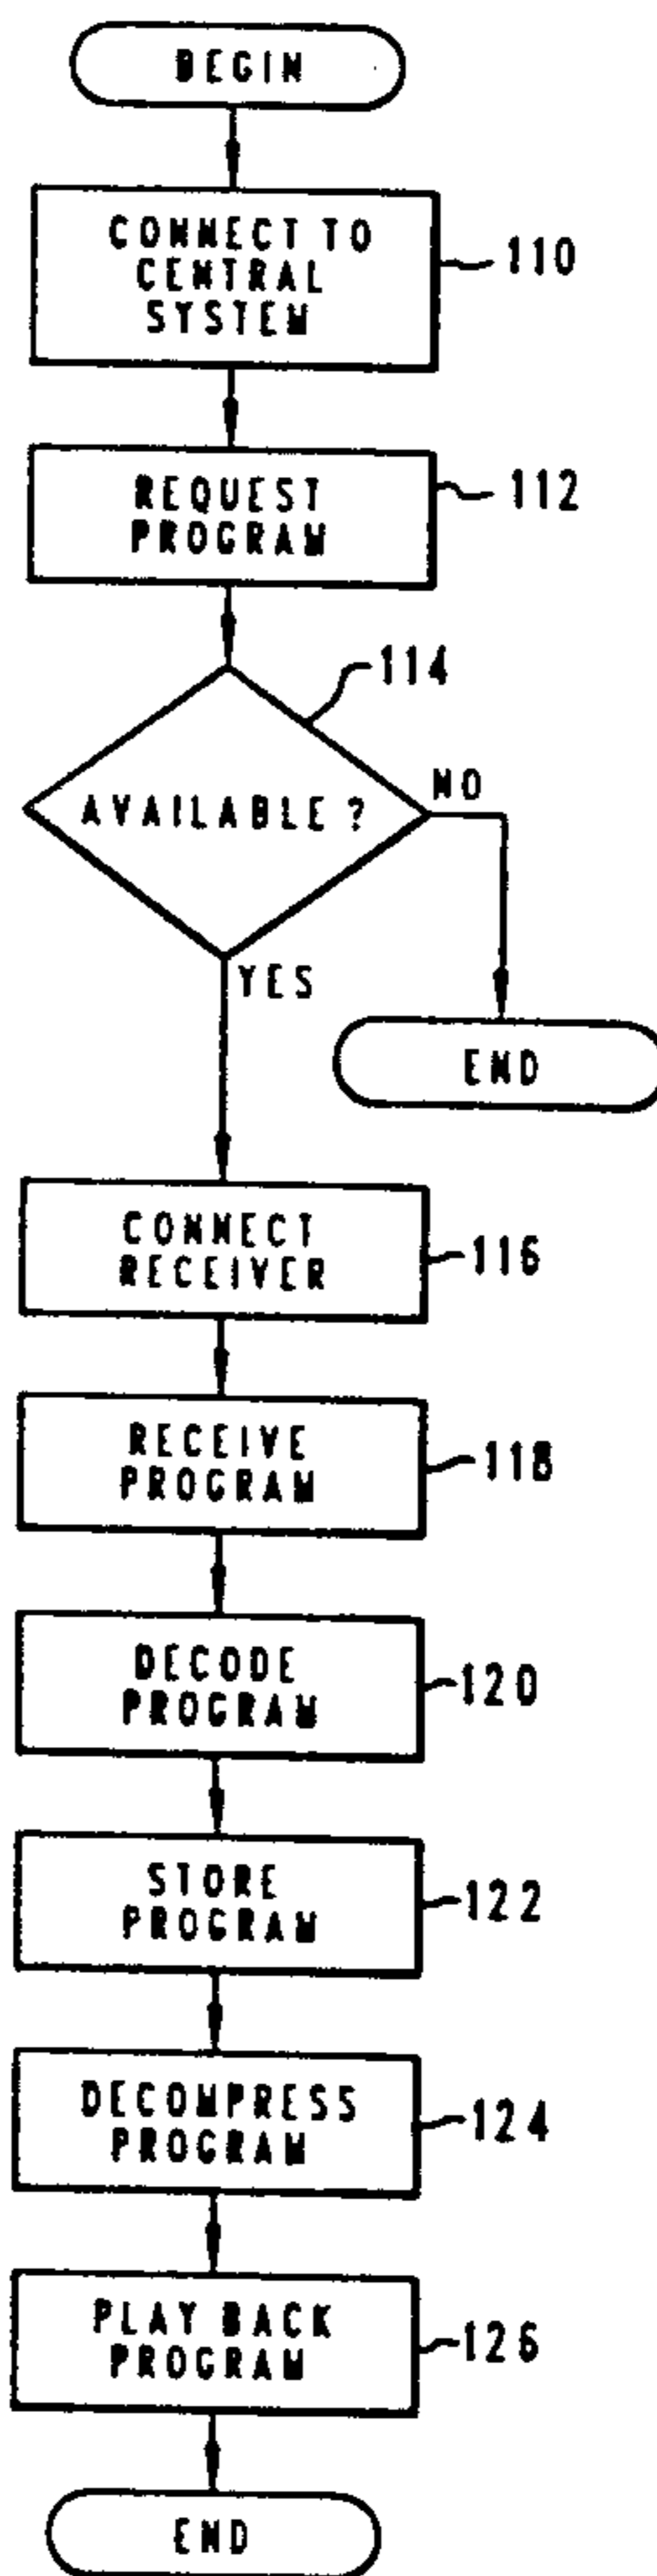 BEGIN
CONNECT TO
CENTRAL
SYSTEM
110
REQUEST
PROGRAM
112
114
AVAILABLE?
NO
YES
END
CONNECT
RECEIVER
116
RECEIVE
PROGRAM
118
DECODE
PROGRAM
120
STORE
PROGRAM
122
DECOMPRESS
PROGRAM
124
PLAY BACK
PROGRAM
126
END